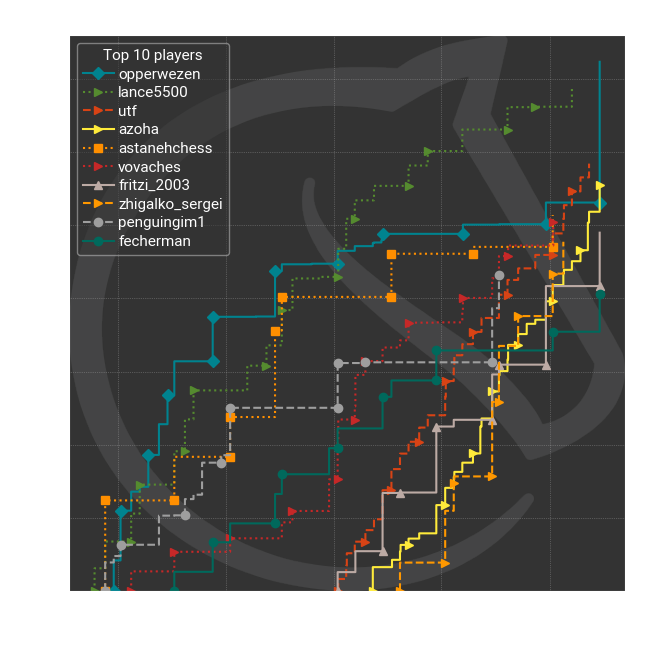 Top 10 players
opperwezen
lance5500
utf
azoha
astanehchess
vovaches
fritzi_2003
zhigalko_sergei
penguingim1
fecherman